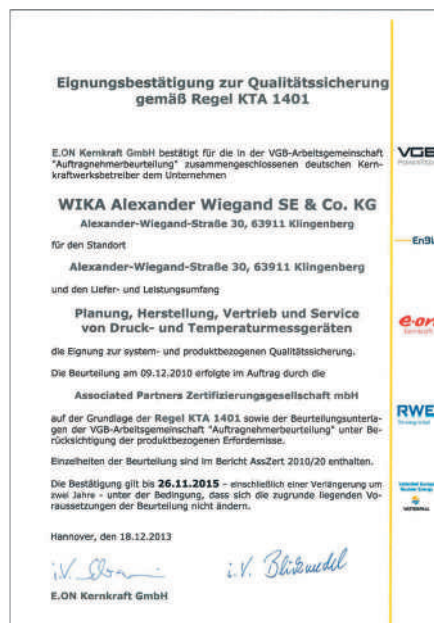 Eignungsbestätigung zur Qualitätssicherung
gemäß Regel KTA 1401
E.ON Kernkraft GmbH bestätigt für die in der VGB-Arbeitsgemeinschaft
"Auftragnehmerbeurteilung" zusammengeschlossenen deutschen Kern-
kraftwerksbetreiber dem Unternehmen
WIKA Alexander Wiegand SE & Co. KG
Alexander-Wiegand-Straße 30, 63911 Klingenberg
für den Standort
Alexander-Wiegand-Straße 30, 63911 Klingenberg
und den Liefer- und Leistungsumfang
Planung, Herstellung, Vertrieb und Service
von Druck- und Temperaturmessgeräten
die Eignung zur system- und produktbezogenen Qualitätssicherung.
Die Beurteilung am 09.12.2010 erfolgte im Auftrag durch die
Associated Partners Zertifizierungsgesellschaft mbH
auf der Grundlage der Regel KTA 1401 sowie der Beurteilungsunterla-
gen der VGB-Arbeitsgemeinschaft "Auftragnehmerbeurteilung" unter Be-
rücksichtigung der produktbezogenen Erfordernisse.
Einzelheiten der Beurteilung sind im Bericht AssZert 2010/20 enthalten.
Die Bestätigung gilt bis 26.11.2015 – einschließlich einer Verlängerung um
zwei Jahre - unter der Bedingung, dass sich die zugrunde liegenden Vo-
raussetzungen der Beurteilung nicht ändern.
Hannover, den 18.12.2013
i.V.
i.V.
E.ON Kernkraft GmbH
VGB
EnBW
e·on
Kernkraft
RWE
VATTENFALL